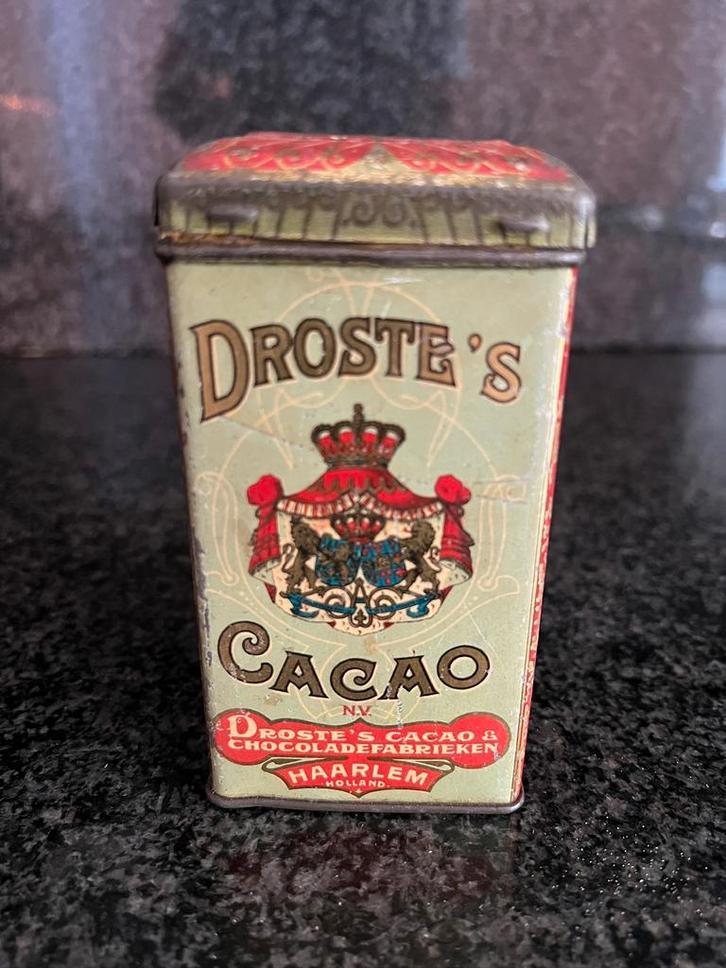 DROSTE'S
CACAO
N.V.
DROSTE'S CACAO &
CHOCOLADEFABRIEKEN
HAARLEM
HOLLAND